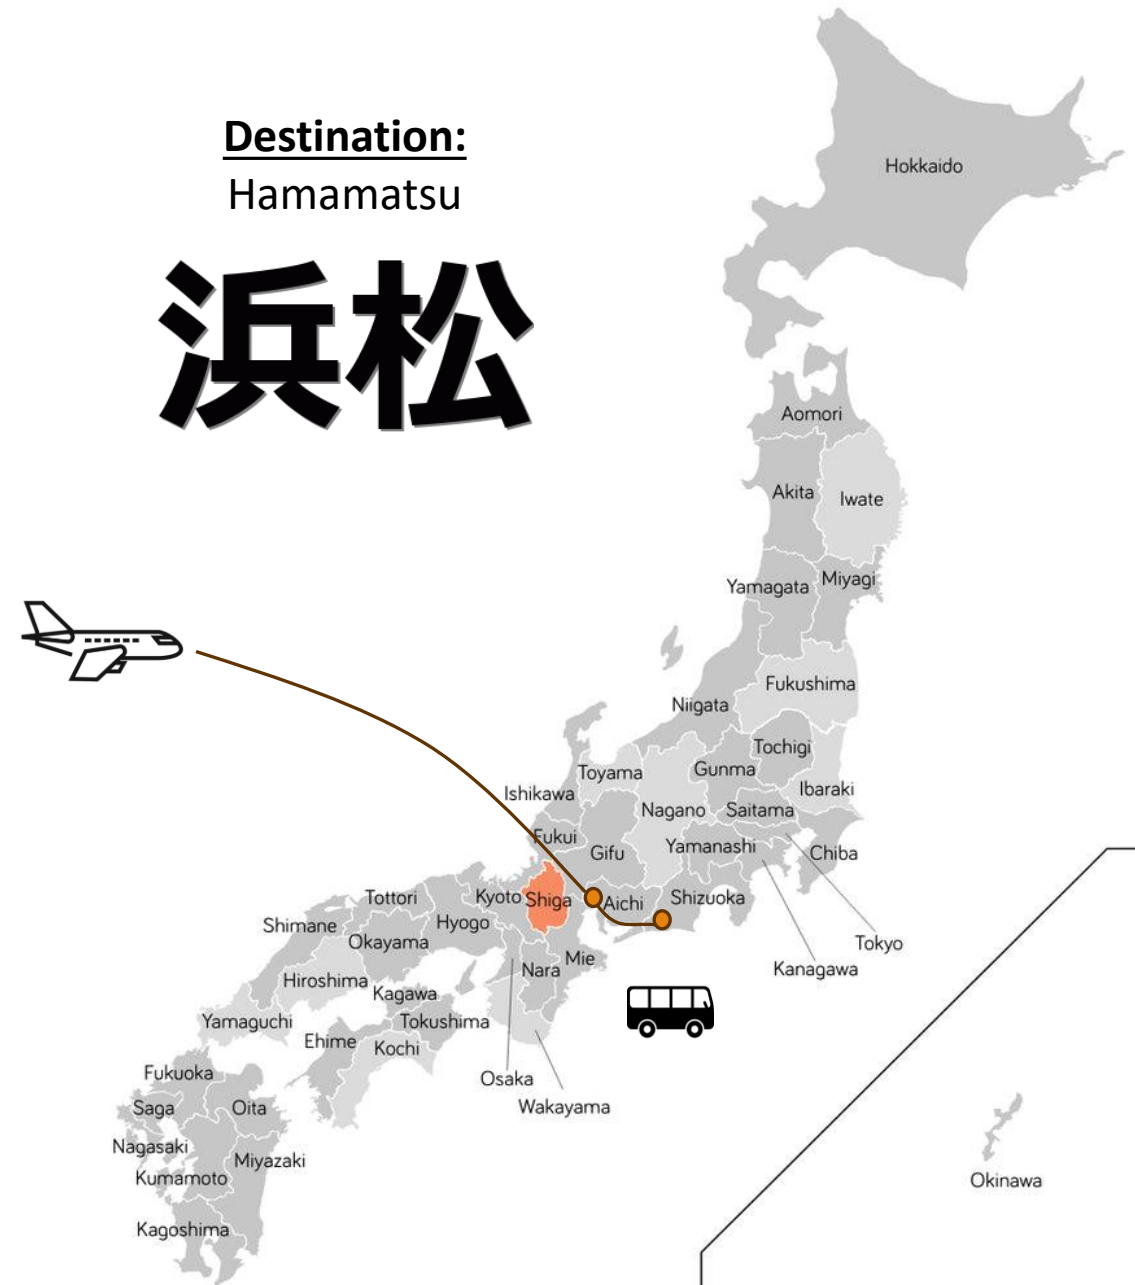 Destination:
Hamamatsu
浜松
Hokkaido
Aomori
Akita
Iwate
Yamagata
Miyagi
Fukushima
Niigata
Tochigi
Gunma
Toyama
Ibaraki
Ishikawa
Nagano
Saitama
Fukui
Gifu
Yamanashi
Chiba
Tottori
Kyoto
Shiga
Aichi
Shizuoka
Shimane
Hyogo
Okayama
Tokyo
Mie
Nara
Kanagawa
Hiroshima
Kagawa
Yamaguchi
Tokushima
Ehime
Kochi
Fukuoka
Osaka
Saga
Oita
Wakayama
Nagasaki
Miyazaki
Kumamoto
Okinawa
Kagoshima